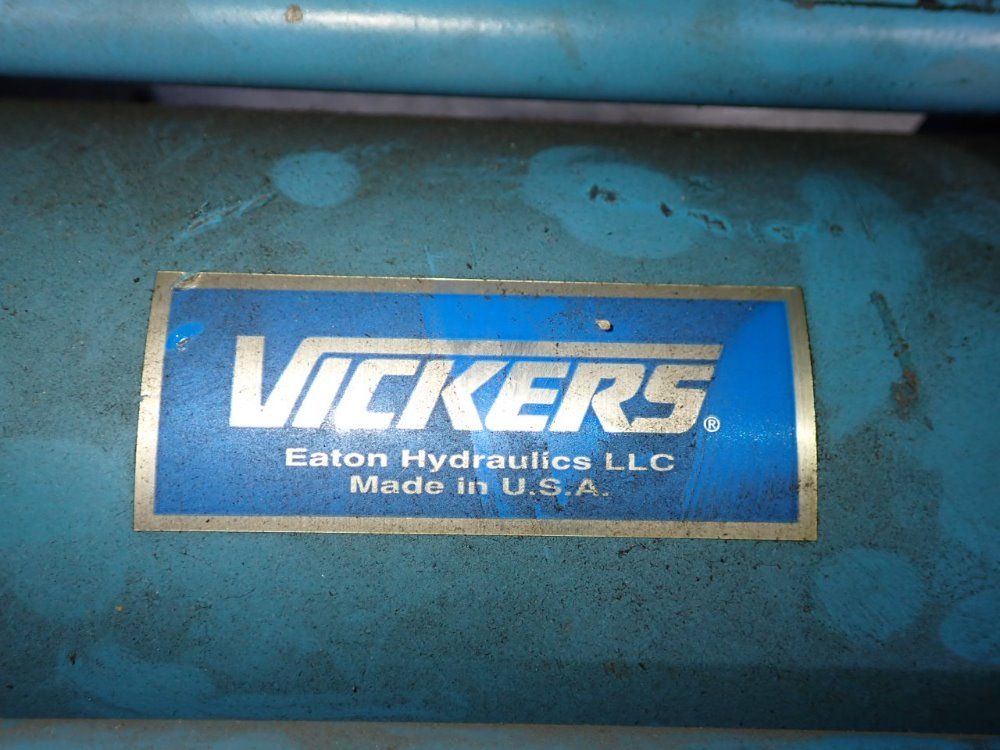 VICKERS®
Eaton Hydraulics LLC
Made in U.S.A.